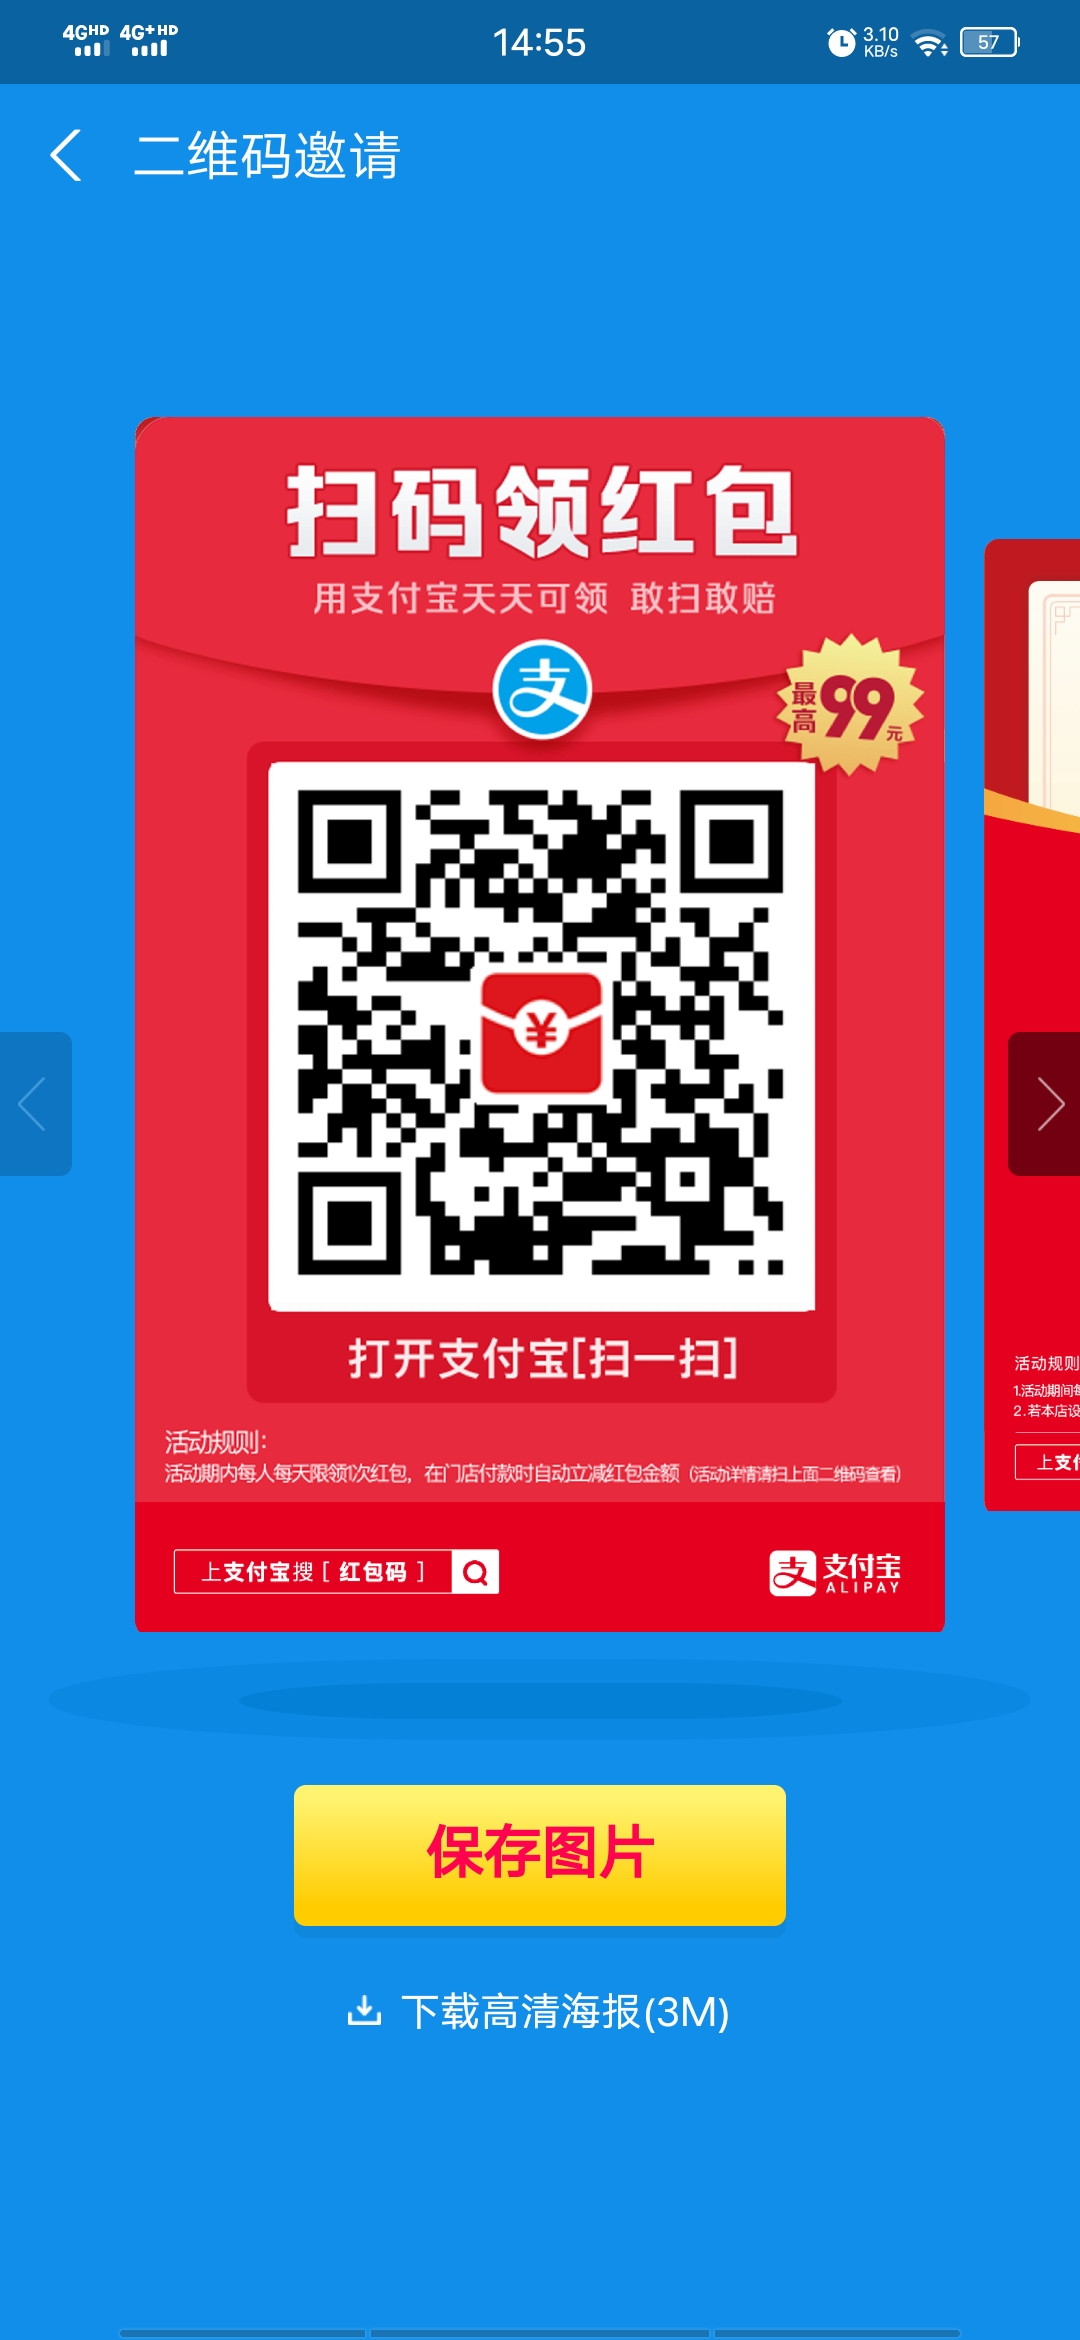 4GHD 4G+HD 14:55 3.10 KB/s 57
二维码邀请
扫码领红包
用支付宝天天可领 敢扫敢赔
支
最高99元
¥
打开支付宝[扫一扫]
活动规则:
活动期内每人每天限领1次红包，在门店付款时自动立减红包金额（活动详情请扫上面二维码查看）
上支付宝搜［红包码］
支 支付宝
ALIPAY
活动规则
1.活动期间每
2.若本店设
上支付
保存图片
下载高清海报(3M)